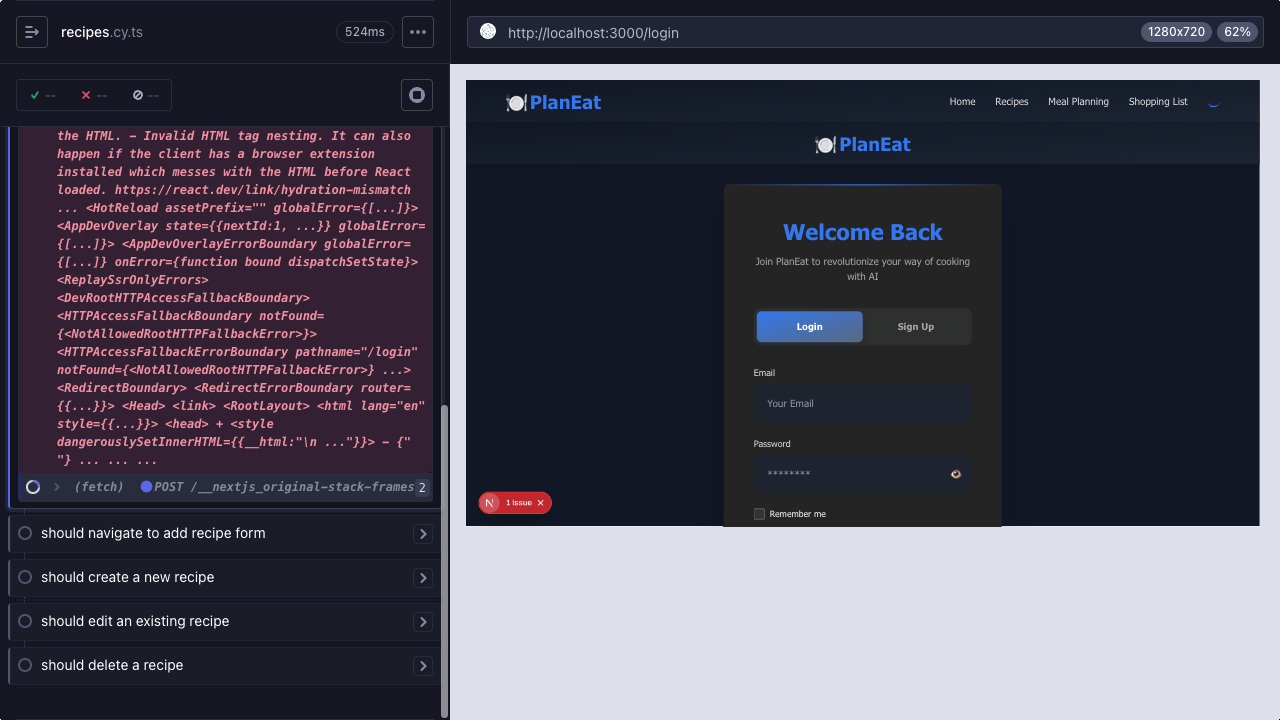 recipes.cy.ts
524ms
--
--
--
the HTML. - Invalid HTML tag nesting. It can also
happen if the client has a browser extension
installed which messes with the HTML before React
loaded. https://react.dev/link/hydration-mismatch
... <HotReload assetPrefix="" globalError={[...]}>
<AppDevOverlay state={{nextId:1, ...}} globalError=
{[...]}> <AppDevOverlayErrorBoundary globalError=
{[...]} onError={function bound dispatchSetState}>
<ReplaySsrOnlyErrors>
<DevRootHTTPAccessFallbackBoundary>
<HTTPAccessFallbackBoundary notFound=
{<NotAllowedRootHTTPFallbackError>}>
<HTTPAccessFallbackErrorBoundary pathname="/login"
notFound={<NotAllowedRootHTTPFallbackError>} ...>
<RedirectBoundary> <RedirectErrorBoundary router=
{{...}}> <Head> <link> <RootLayout> <html lang="en"
style={{...}}> <head> + <style
dangerouslySetInnerHTML={{__html:"\n ..."}}> - {"
"} ... ... ...
(fetch) POST /__nextjs_original-stack-frames 2
should navigate to add recipe form
should create a new recipe
should edit an existing recipe
should delete a recipe
http://localhost:3000/login
1280x720
62%
PlanEat
Home
Recipes
Meal Planning
Shopping List
PlanEat
Welcome Back
Join PlanEat to revolutionize your way of cooking
with AI
Login
Sign Up
Email
Your Email
Password
********
Remember me
N 1 Issue